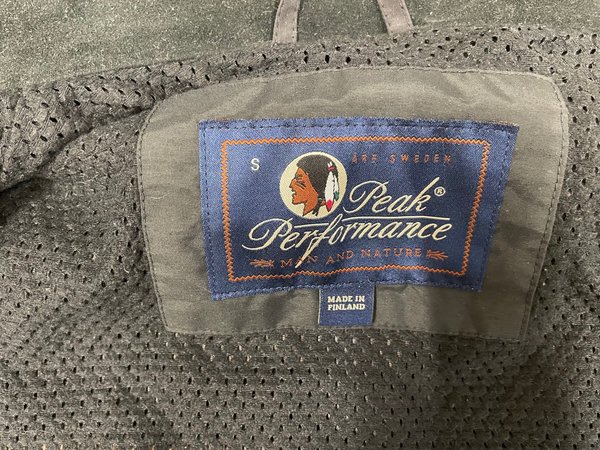 S
ÅRE SWEDEN
Peak®
Performance
MAN AND NATURE
MADE IN
FINLAND